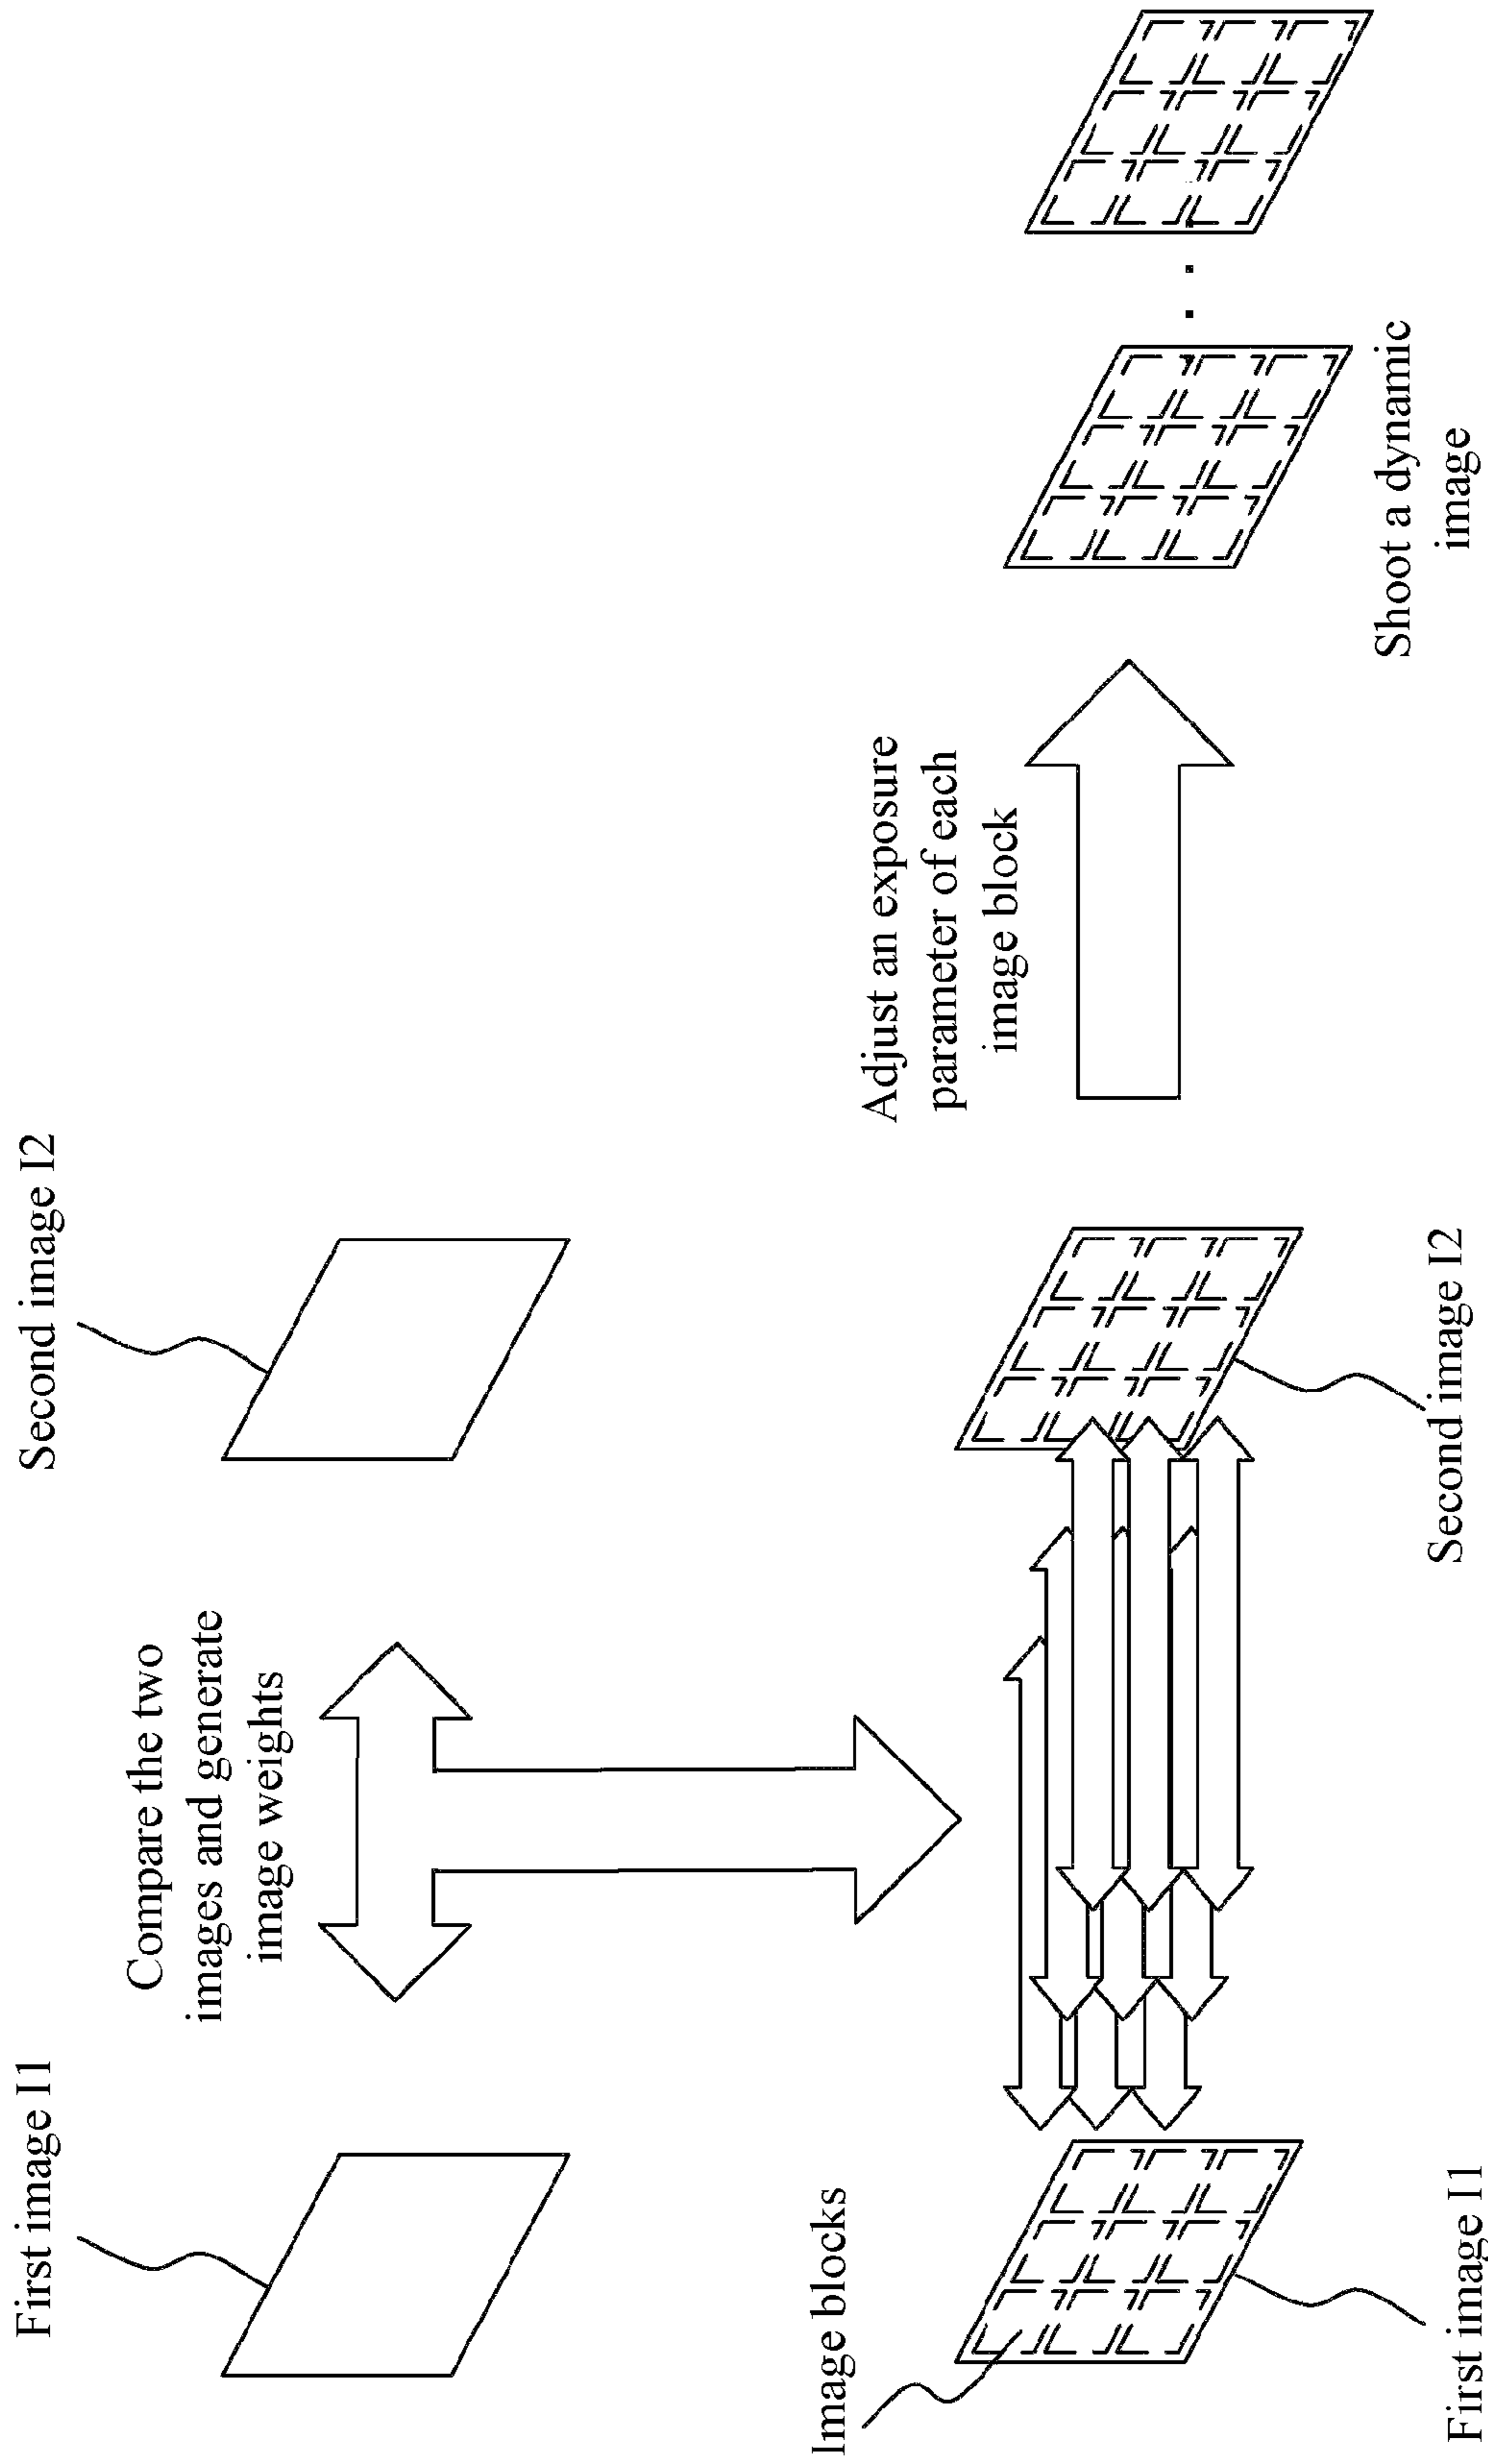 First image I1
Second image I2
Compare the two
images and generate
image weights
Image blocks
First image I1
Second image I2
Adjust an exposure
parameter of each
image block
Shoot a dynamic
image